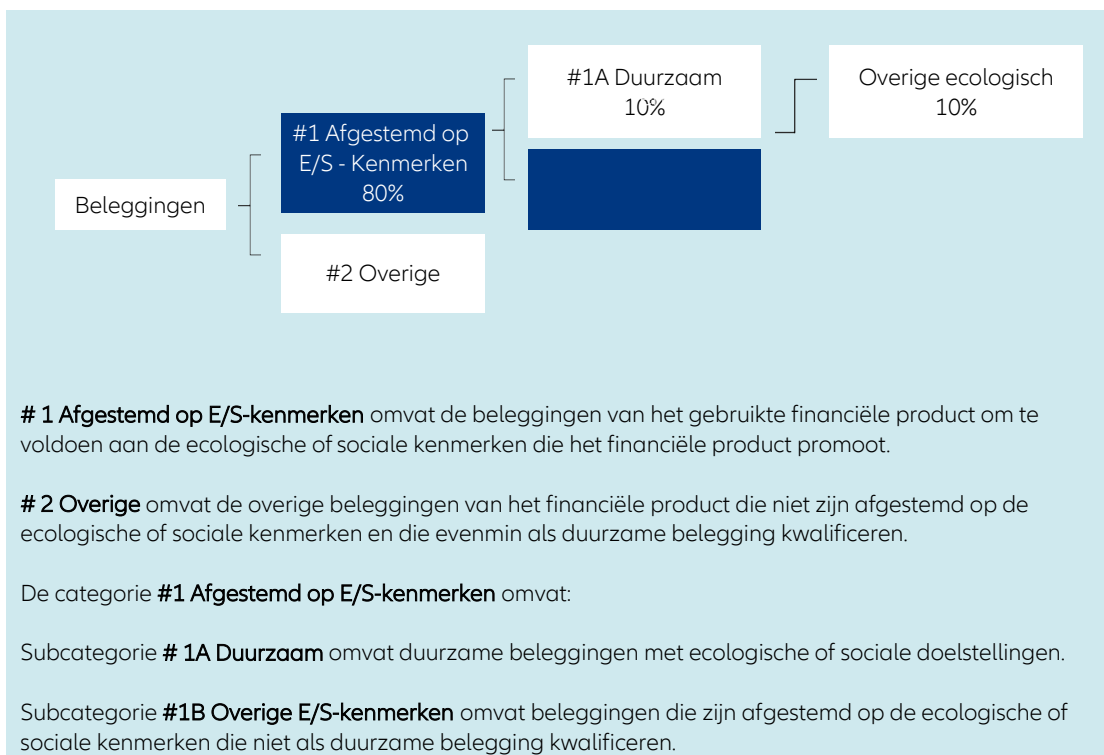 #1A Duurzaam
10%
Overige ecologisch
10%
#1 Afgestemd op
E/S - Kenmerken
80%
Beleggingen
#2 Overige
# 1 Afgestemd op E/S-kenmerken omvat de beleggingen van het gebruikte financiële product om te
voldoen aan de ecologische of sociale kenmerken die het financiële product promoot.
# 2 Overige omvat de overige beleggingen van het financiële product die niet zijn afgestemd op de
ecologische of sociale kenmerken en die evenmin als duurzame belegging kwalificeren.
De categorie #1 Afgestemd op E/S-kenmerken omvat:
Subcategorie # 1A Duurzaam omvat duurzame beleggingen met ecologische of sociale doelstellingen.
Subcategorie #1B Overige E/S-kenmerken omvat beleggingen die zijn afgestemd op de ecologische of
sociale kenmerken die niet als duurzame belegging kwalificeren.